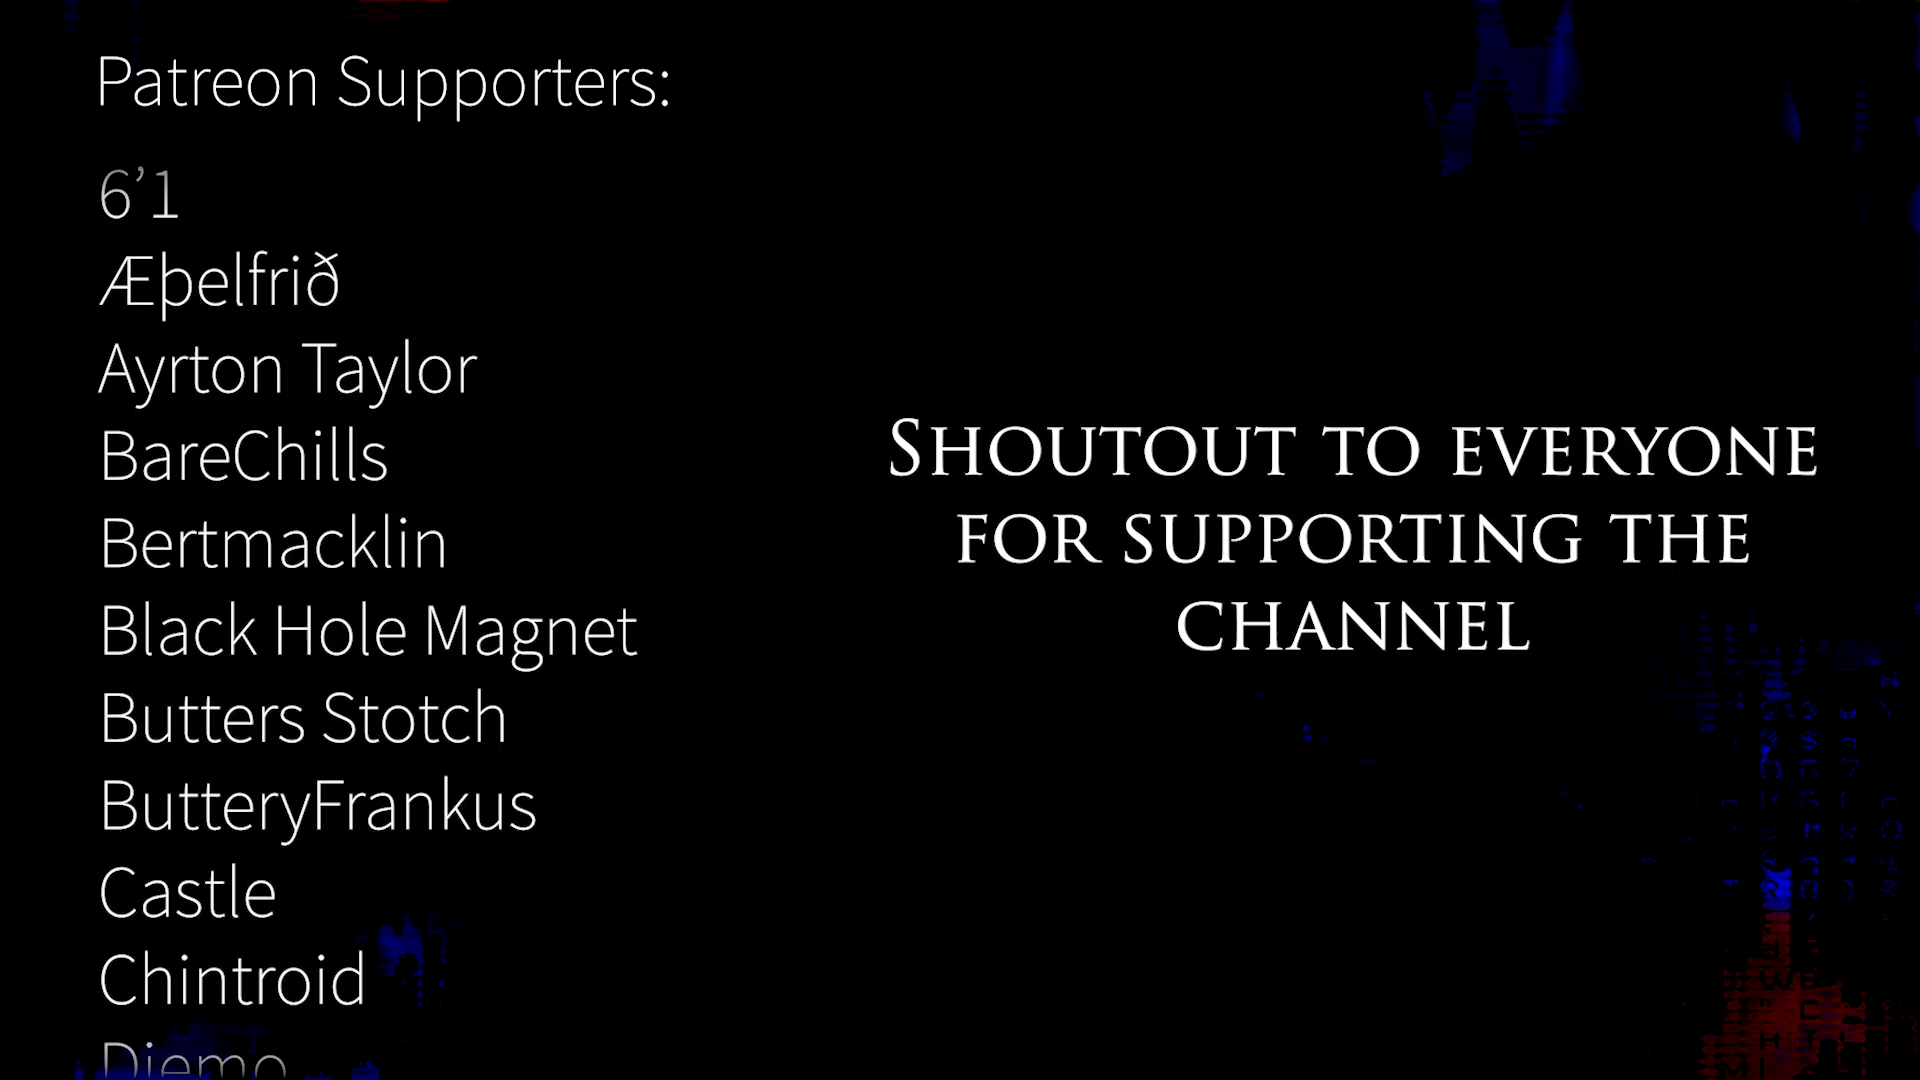 Patreon Supporters:
6’1
Æþelfrið
Ayrton Taylor
BareChills
Bertmacklin
Black Hole Magnet
Butters Stotch
ButteryFrankus
Castle
Chintroid
Diemo
Shoutout to everyone
for supporting the
channel